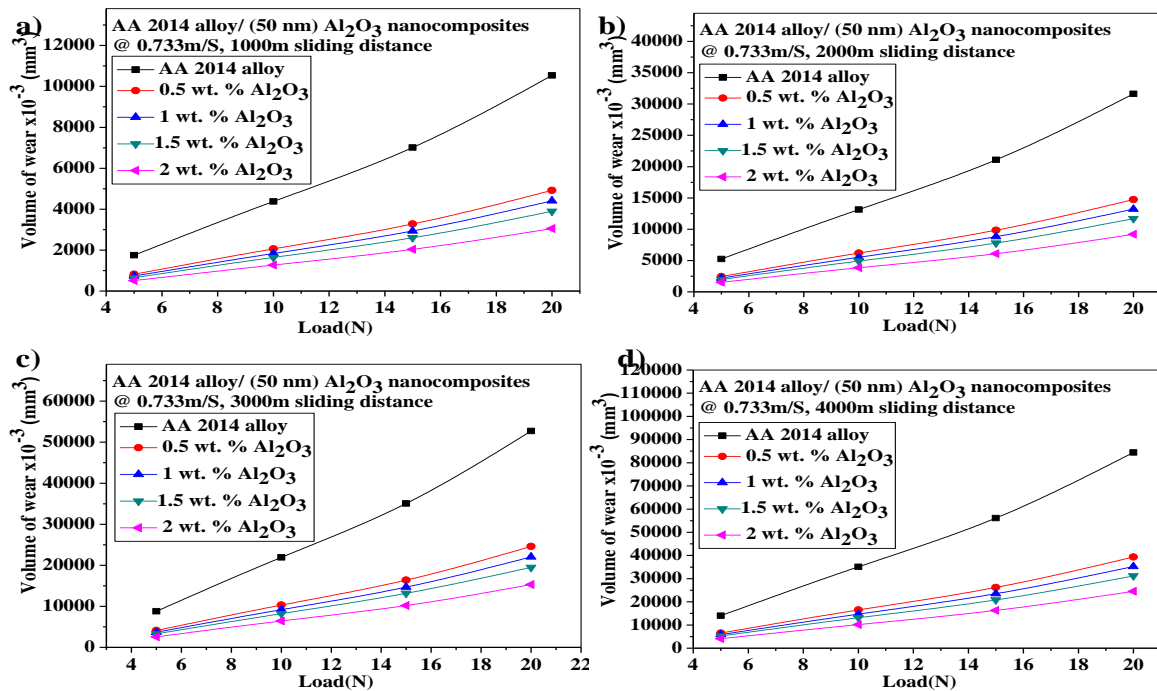 a)
AA 2014 alloy/ (50 nm) Al₂O₃ nanocomposites
@ 0.733m/S, 1000m sliding distance
AA 2014 alloy
0.5 wt. % Al₂O₃
1 wt. % Al₂O₃
1.5 wt. % Al₂O₃
2 wt. % Al₂O₃
Volume of wear x10⁻³ (mm³)
12000
10000
8000
6000
4000
2000
0
4 6 8 10 12 14 16 18 20
Load(N)
b)
AA 2014 alloy/ (50 nm) Al₂O₃ nanocomposites
@ 0.733m/S, 2000m sliding distance
AA 2014 alloy
0.5 wt. % Al₂O₃
1 wt. % Al₂O₃
1.5 wt. % Al₂O₃
2 wt. % Al₂O₃
Volume of wear x10⁻³ (mm³)
40000
35000
30000
25000
20000
15000
10000
5000
0
4 6 8 10 12 14 16 18 20
Load(N)
c)
AA 2014 alloy/ (50 nm) Al₂O₃ nanocomposites
@ 0.733m/S, 3000m sliding distance
AA 2014 alloy
0.5 wt. % Al₂O₃
1 wt. % Al₂O₃
1.5 wt. % Al₂O₃
2 wt. % Al₂O₃
Volume of wear x10⁻³ (mm³)
60000
50000
40000
30000
20000
10000
0
4 6 8 10 12 14 16 18 20 22
Load(N)
d)
AA 2014 alloy/ (50 nm) Al₂O₃ nanocomposites
@ 0.733m/S, 4000m sliding distance
AA 2014 alloy
0.5 wt. % Al₂O₃
1 wt. % Al₂O₃
1.5 wt. % Al₂O₃
2 wt. % Al₂O₃
Volume of wear x10⁻³ (mm³)
120000
110000
100000
90000
80000
70000
60000
50000
40000
30000
20000
10000
0
4 6 8 10 12 14 16 18 20
Load(N)